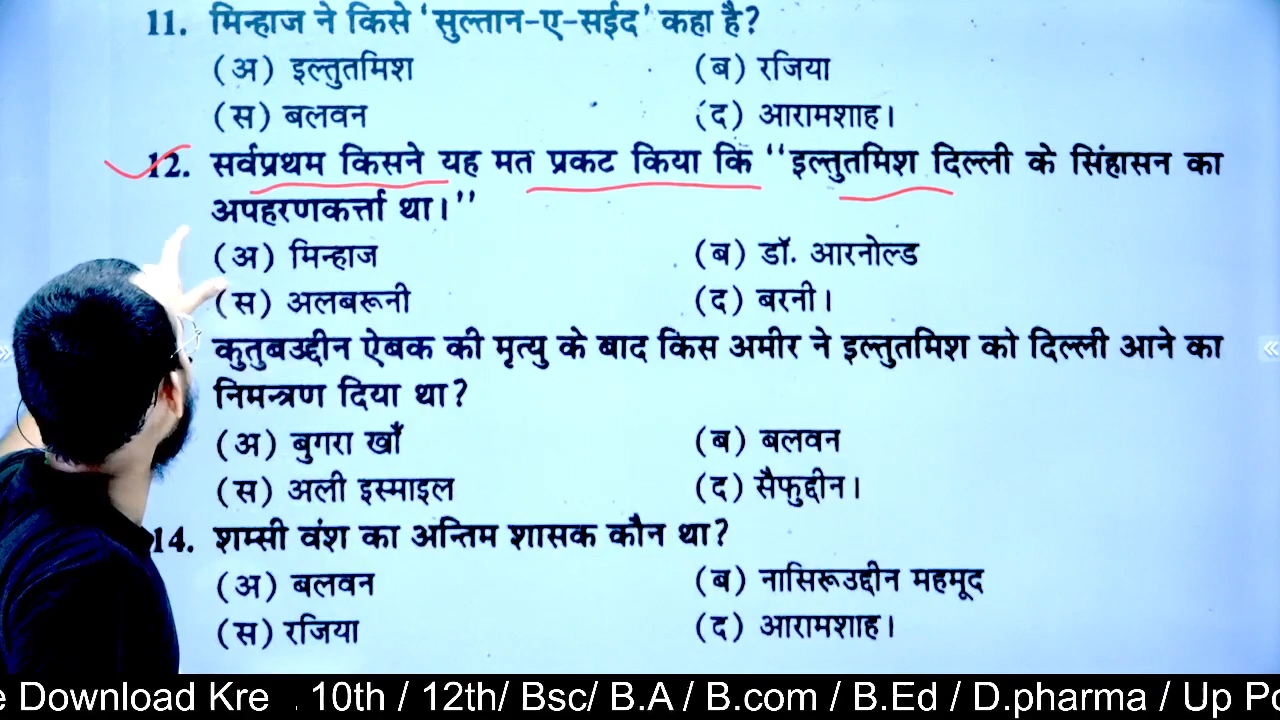 11. मिन्हाज ने किसे ‘सुल्तान-ए-सईद’ कहा है?
(अ) इल्तुतमिश (ब) रजिया
(स) बलवन (द) आरामशाह।
12. सर्वप्रथम किसने यह मत प्रकट किया कि ‘‘इल्तुतमिश दिल्ली के सिंहासन का
अपहरणकर्त्ता था।’’
(अ) मिन्हाज (ब) डॉ. आरनोल्ड
(स) अलबरूनी (द) बरनी।
कुतुबउद्दीन ऐबक की मृत्यु के बाद किस अमीर ने इल्तुतमिश को दिल्ली आने का
निमन्त्रण दिया था?
(अ) बुगरा खाँ (ब) बलवन
(स) अली इस्माइल (द) सैफुद्दीन।
14. शम्सी वंश का अन्तिम शासक कौन था?
(अ) बलवन (ब) नासिरूउद्दीन महमूद
(स) रजिया (द) आरामशाह।
e Download Kre . 10th / 12th/ Bsc/ B.A / B.com / B.Ed / D.pharma / Up Po